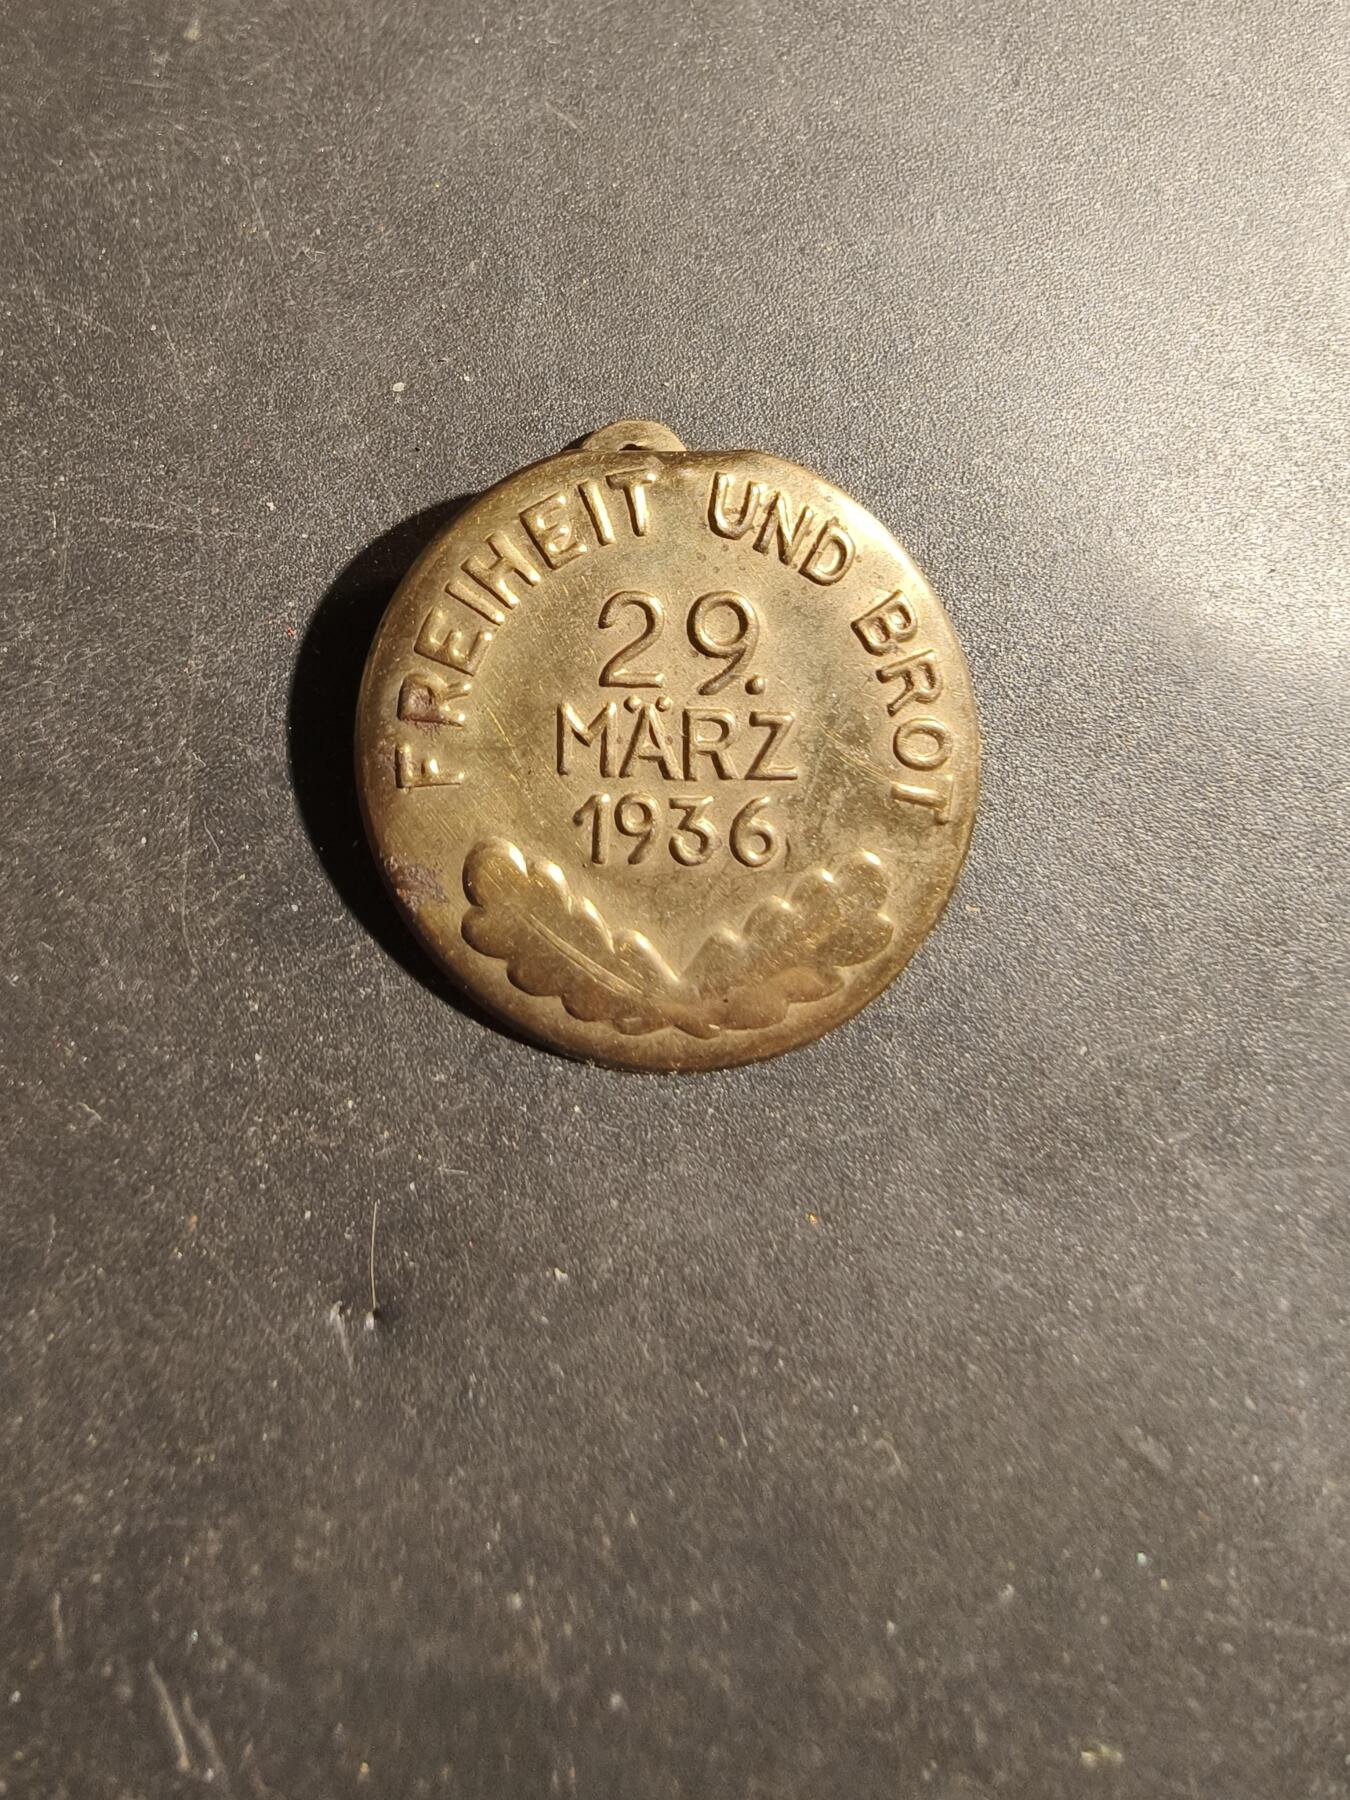 FREIHEIT UND BROT
29.
MÄRZ
1936